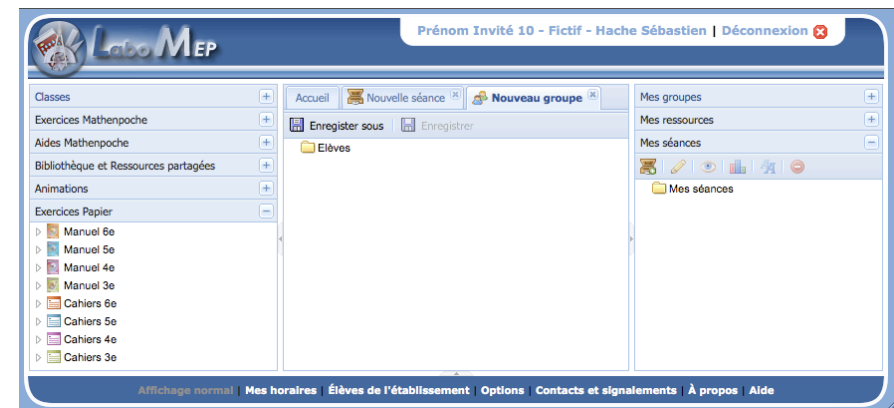 LaboMEP
Prénom Invité 10 - Fictif - Hache Sébastien | Déconnexion
Classes
Exercices Mathenpoche
Aides Mathenpoche
Bibliothèque et Ressources partagées
Animations
Exercices Papier
Manuel 6e
Manuel 5e
Manuel 4e
Manuel 3e
Cahiers 6e
Cahiers 5e
Cahiers 4e
Cahiers 3e
Accueil Nouvelle séance Nouveau groupe
Enregister sous Enregistrer
Elèves
Mes groupes
Mes ressources
Mes séances
Mes séances
Affichage normal | Mes horaires | Élèves de l'établissement | Options | Contacts et signalements | À propos | Aide